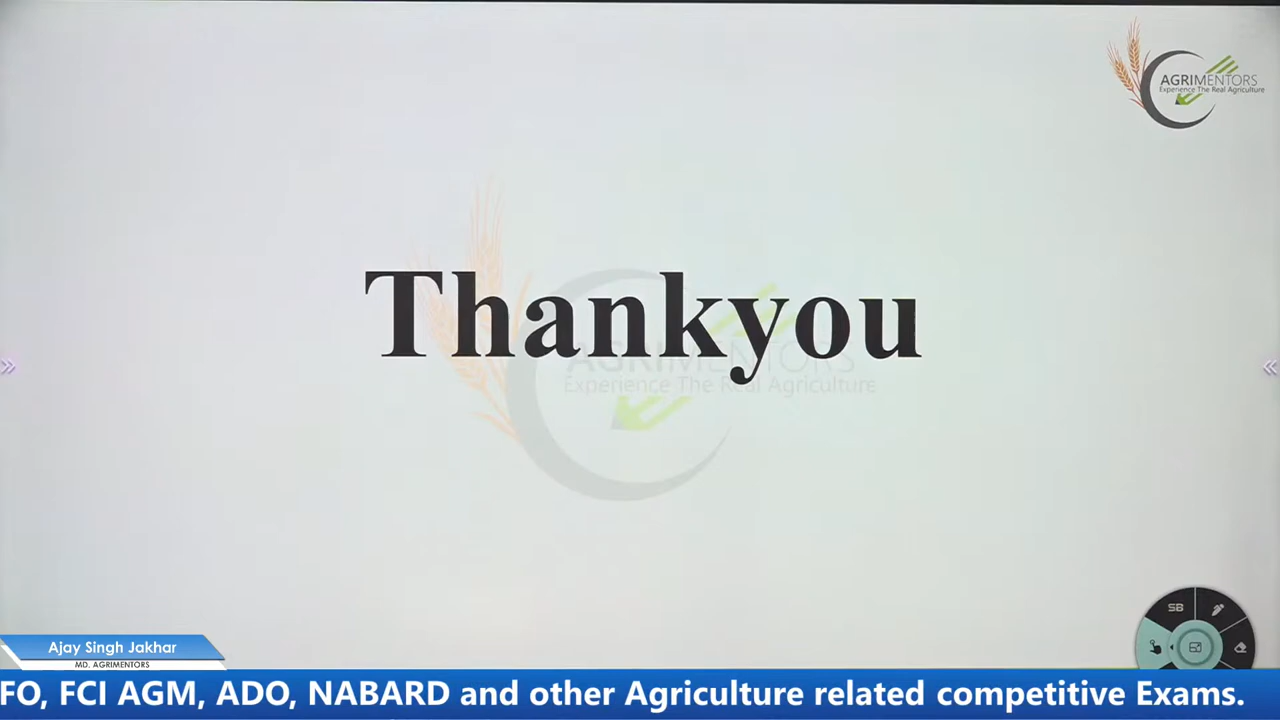 AGRIMENTORS
Experience The Real Agriculture
Thankyou
AGRIMENTORS
Experience The Real Agriculture
SB
Ajay Singh Jakhar
MD. AGRIMENTORS
FO, FCI AGM, ADO, NABARD and other Agriculture related competitive Exams.